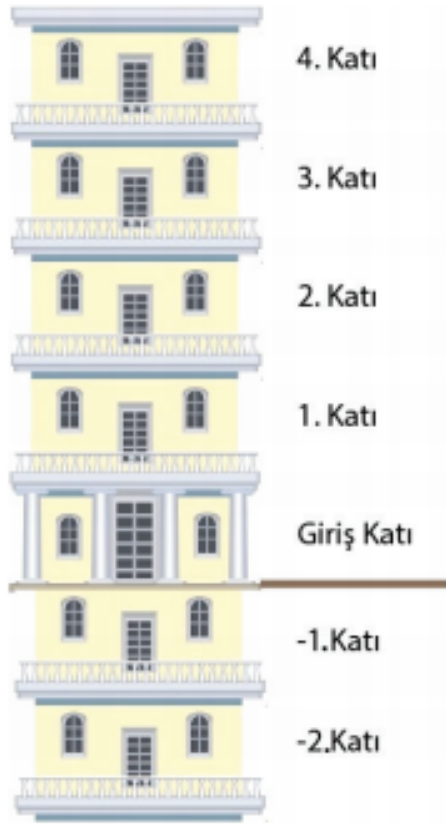 4. Katı
3. Katı
2. Katı
1. Katı
Giriş Katı
-1.Katı
-2.Katı